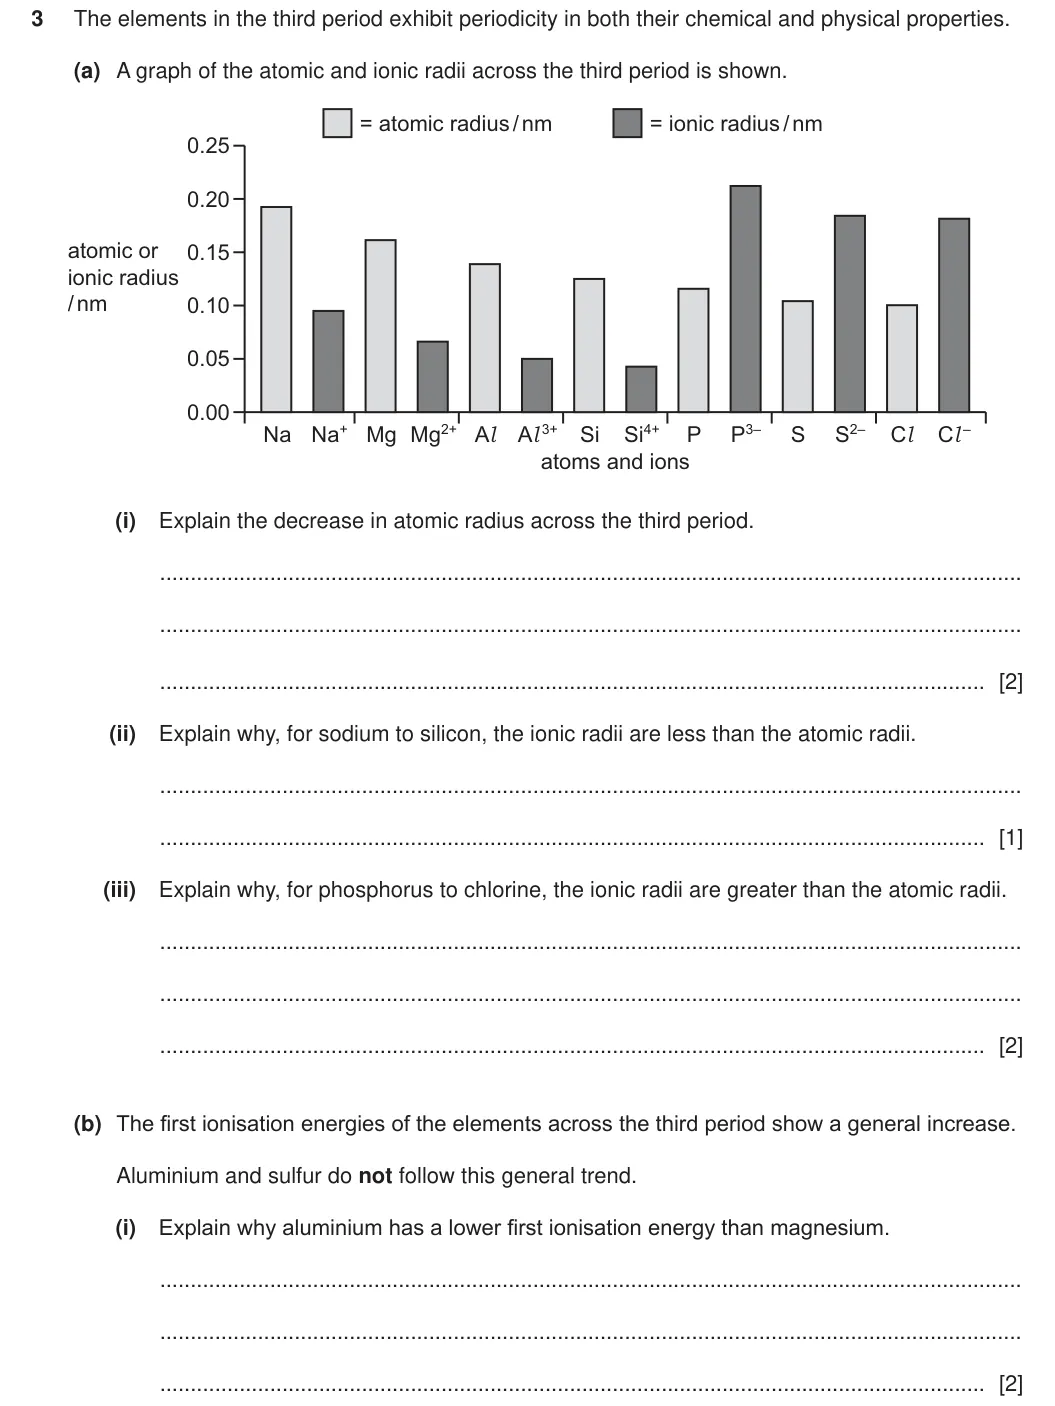 3 The elements in the third period exhibit periodicity in both their chemical and physical properties.
(a) A graph of the atomic and ionic radii across the third period is shown.
= atomic radius / nm = ionic radius / nm
0.25
0.20
0.15
0.10
0.05
0.00
atomic or
ionic radius
/ nm
Na Na⁺ Mg Mg²⁺ Al Al³⁺ Si Si⁴⁺ P P³⁻ S S²⁻ Cl Cl⁻
atoms and ions
(i) Explain the decrease in atomic radius across the third period.
..........................................................................................
..........................................................................................
.......................................................................................... [2]
(ii) Explain why, for sodium to silicon, the ionic radii are less than the atomic radii.
..........................................................................................
.......................................................................................... [1]
(iii) Explain why, for phosphorus to chlorine, the ionic radii are greater than the atomic radii.
..........................................................................................
..........................................................................................
.......................................................................................... [2]
(b) The first ionisation energies of the elements across the third period show a general increase.
Aluminium and sulfur do not follow this general trend.
(i) Explain why aluminium has a lower first ionisation energy than magnesium.
..........................................................................................
..........................................................................................
.......................................................................................... [2]